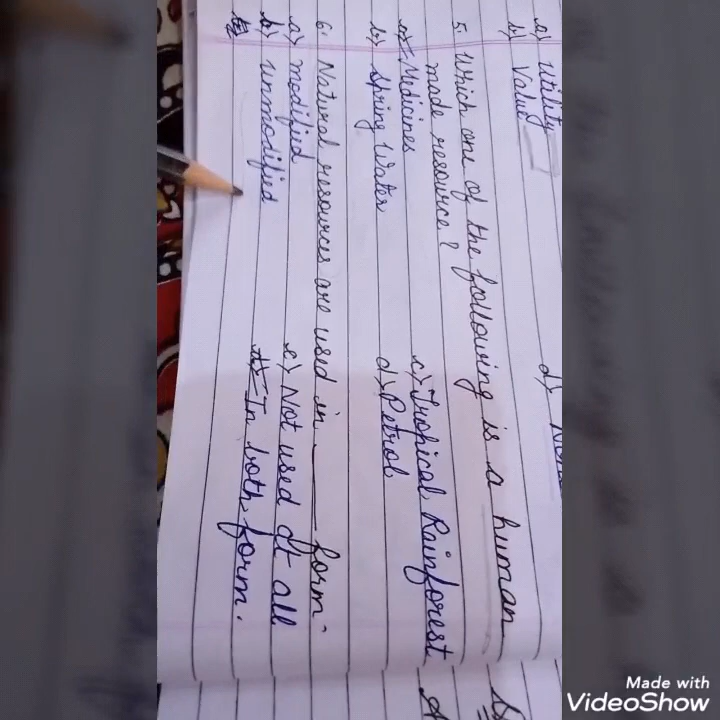 a) Utility
b) Value
d)
5. Which one of the following is a human
made resource?
a) Medicines c) Tropical Rainforest
b) Spring Water d) Petrol
6. Natural resources are used in ____ form.
a) modified c) Not used at all
b) unmodified d) In both form.
Made with
VideoShow